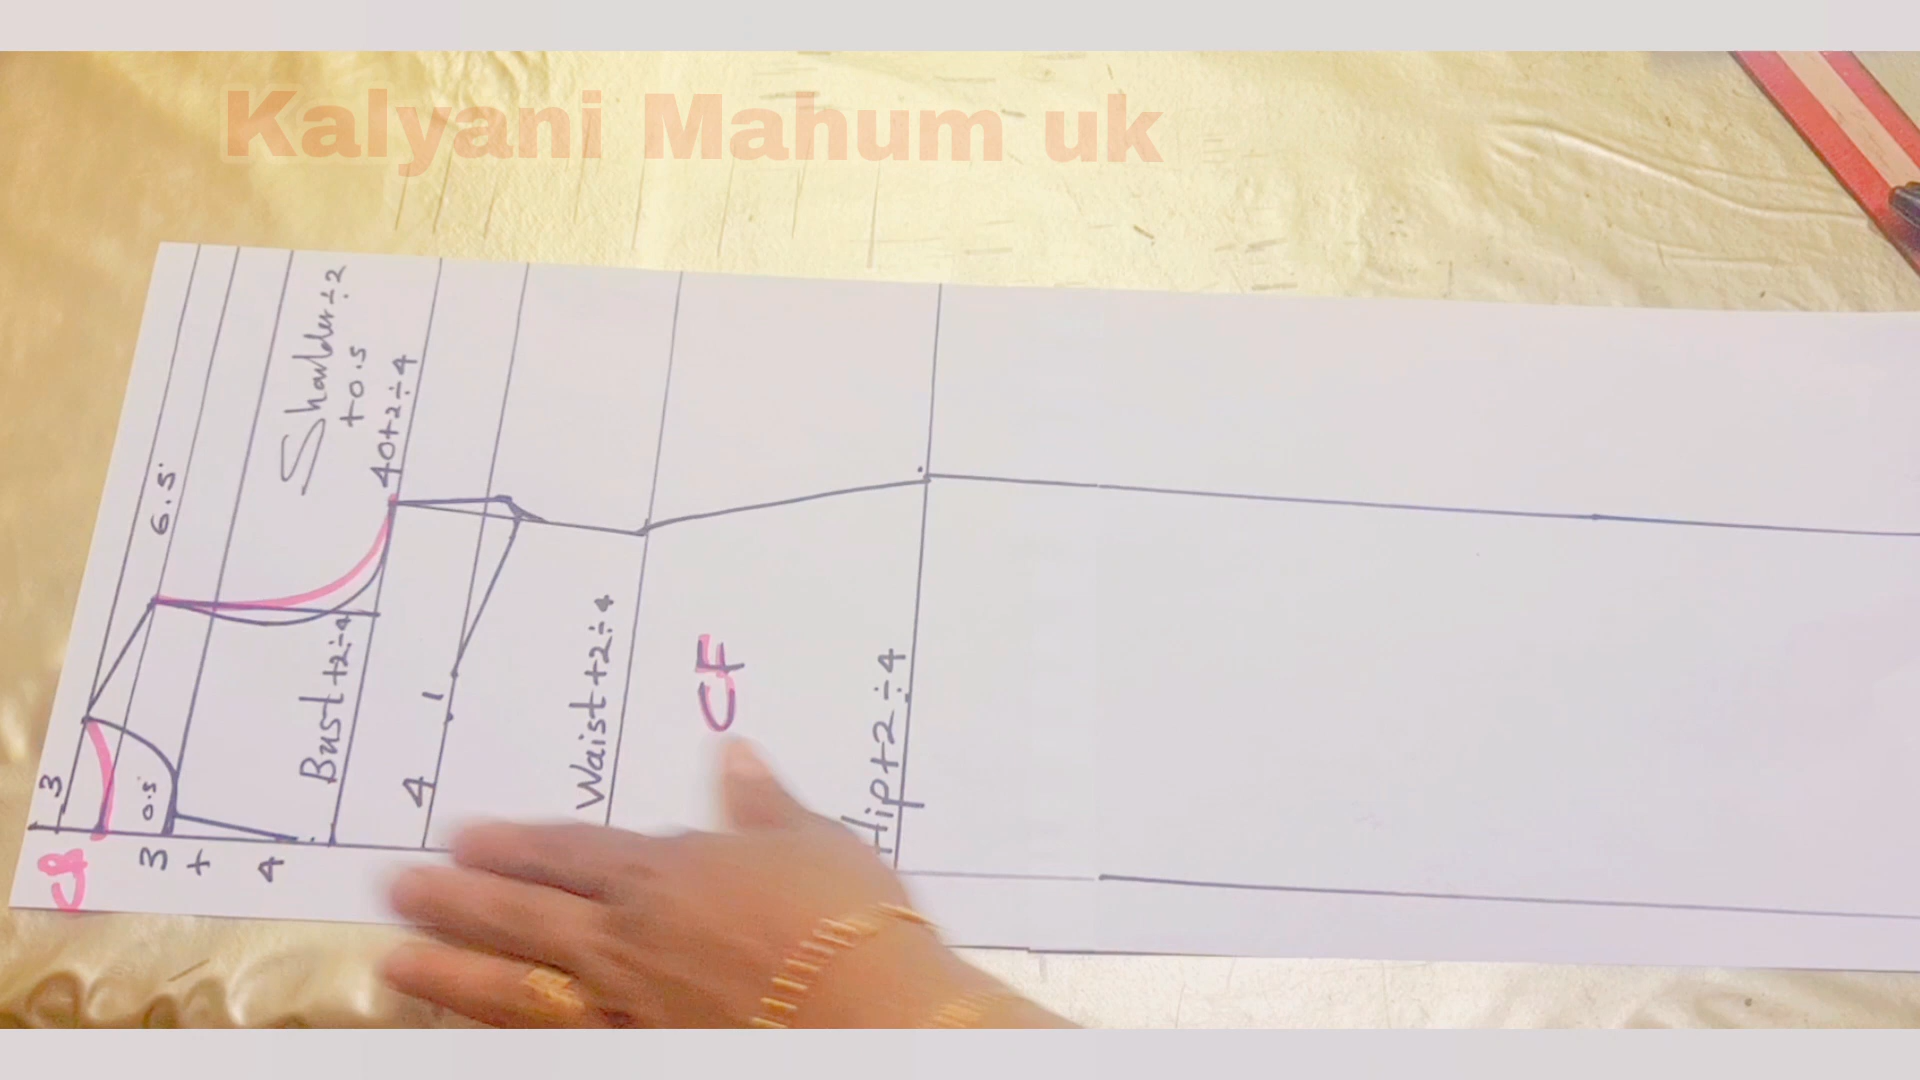 Kalyani Mahum uk
3
6.5
Shoulder÷2
+0.5
40+2÷4
0.5
CB
3
+
4
Bust+2÷4
1
4
Waist+2÷4
CF
Hip+2÷4